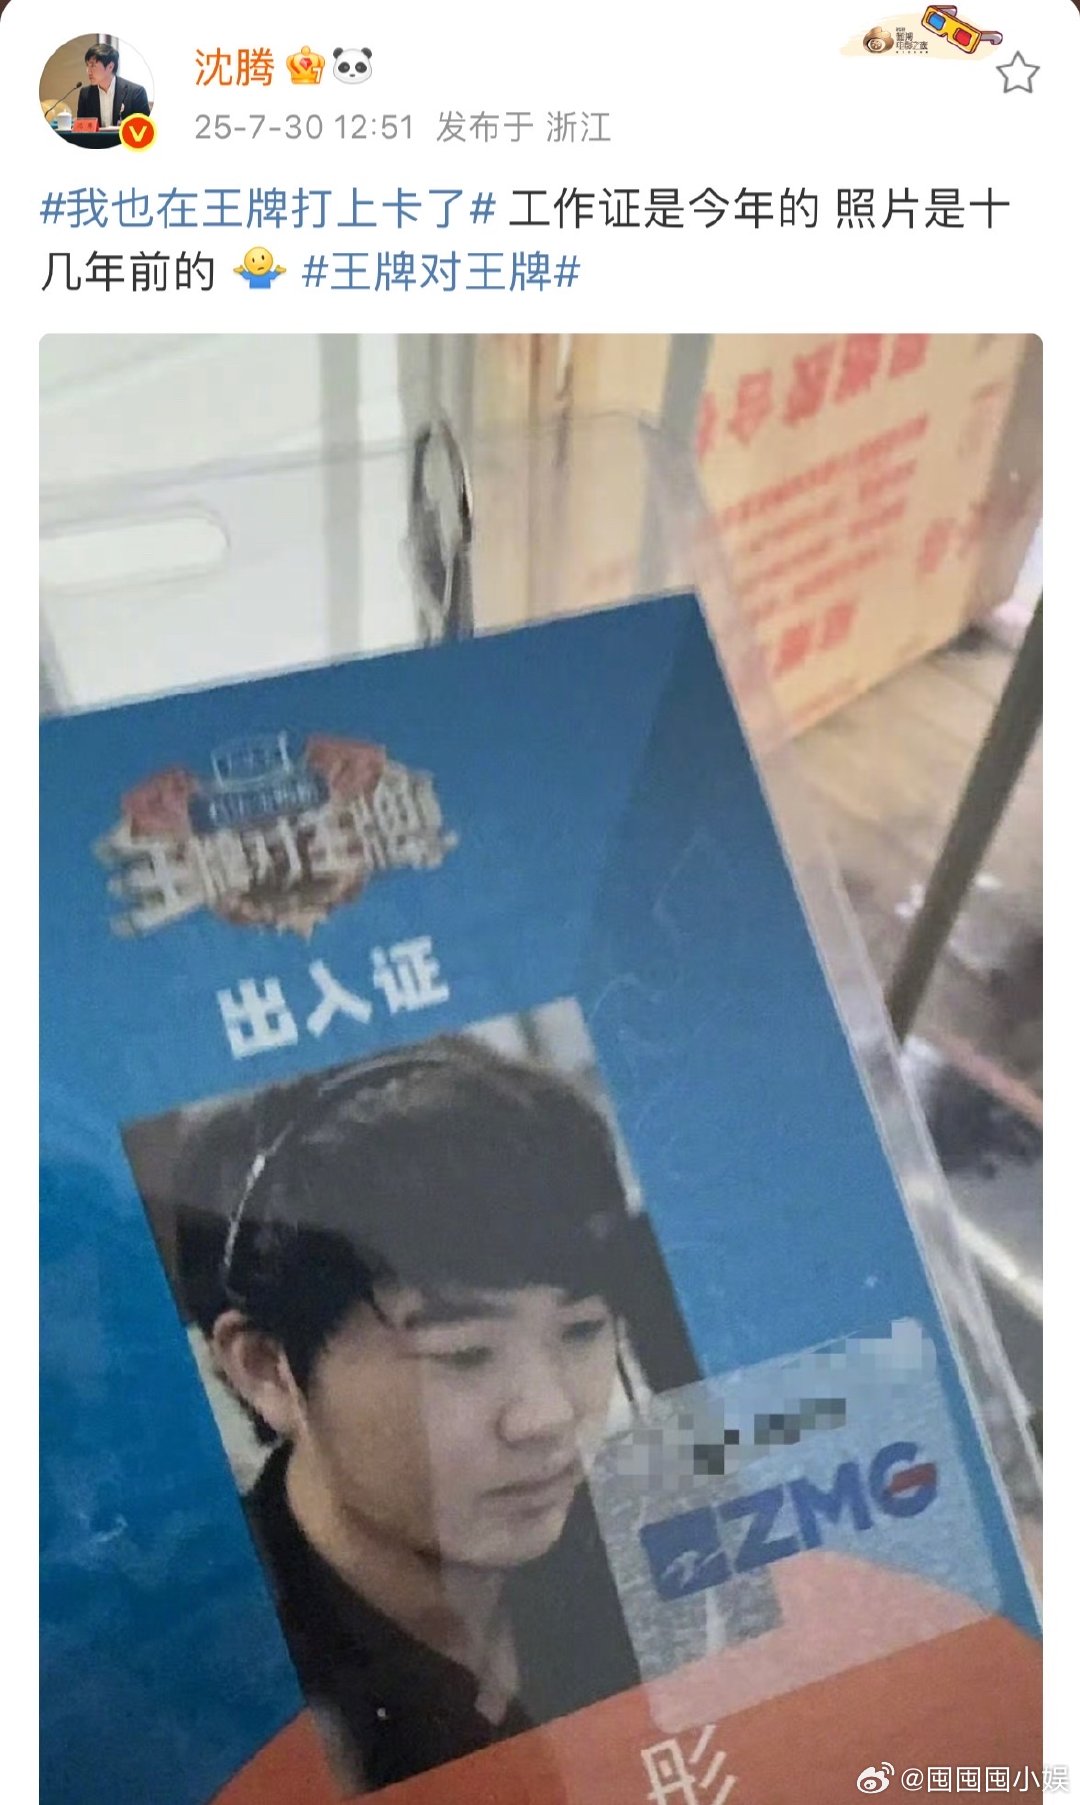 沈腾
25-7-30 12:51 发布于 浙江
#我也在王牌打上卡了# 工作证是今年的 照片是十
几年前的 #王牌对王牌#
王牌对王牌
出入证
ZMG
彤
@囤囤囤小娱